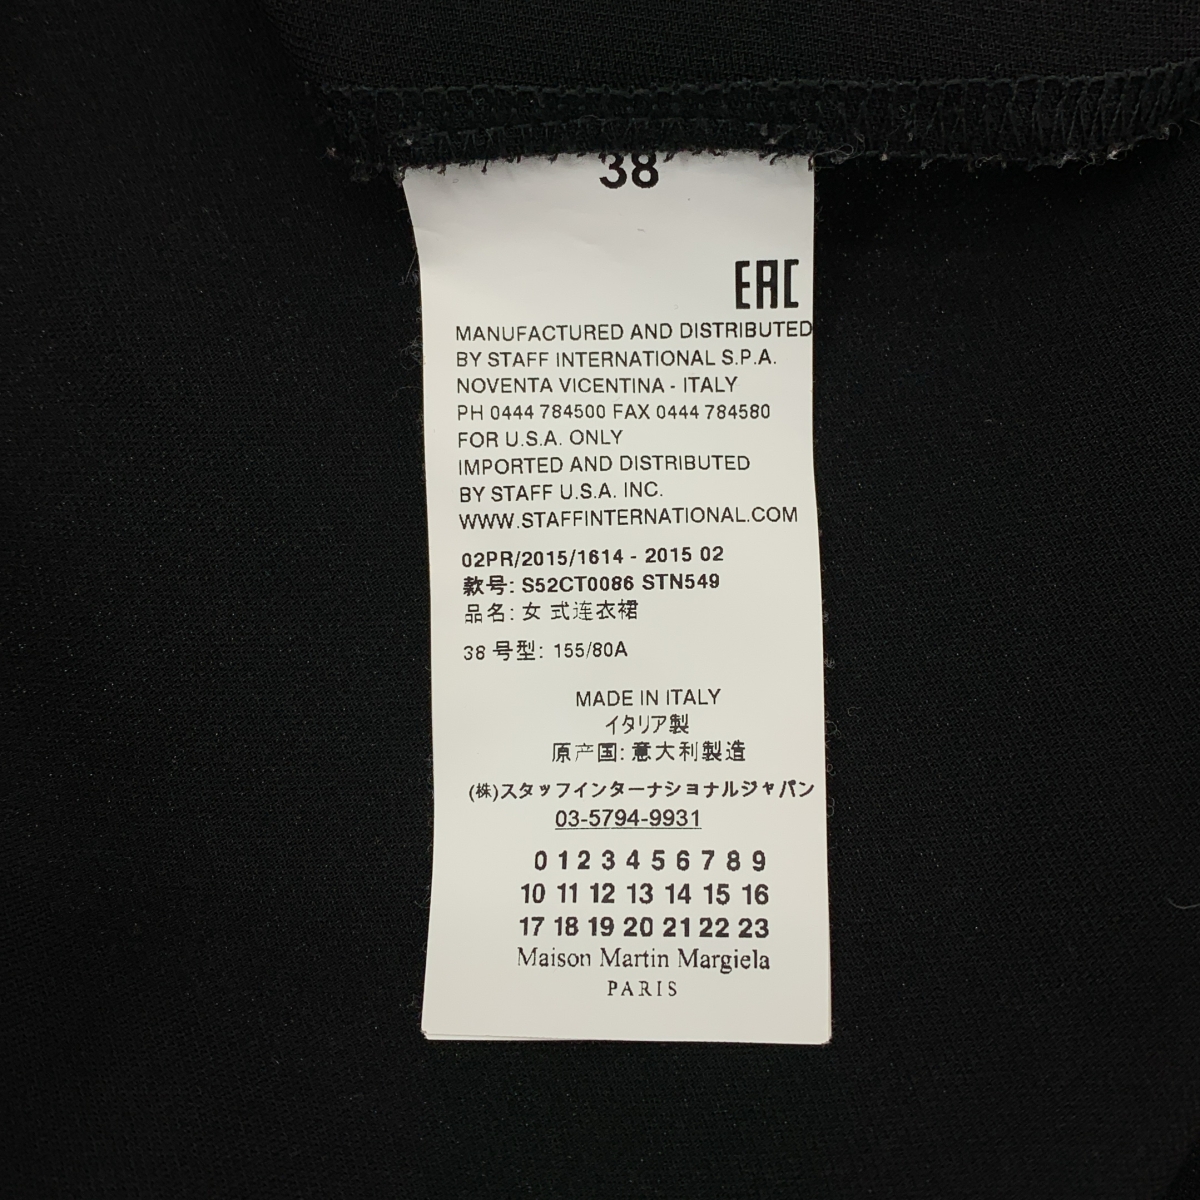 38
EAC
MANUFACTURED AND DISTRIBUTED
BY STAFF INTERNATIONAL S.P.A.
NOVENTA VICENTINA - ITALY
PH 0444 784500 FAX 0444 784580
FOR U.S.A. ONLY
IMPORTED AND DISTRIBUTED
BY STAFF U.S.A. INC.
WWW.STAFFINTERNATIONAL.COM
02PR/2015/1614 - 2015 02
款号: S52CT0086 STN549
品名: 女 式连衣裙
38 号型: 155/80A
MADE IN ITALY
イタリア製
原产国: 意大利製造
(株)スタッフインターナショナルジャパン
03-5794-9931
0 1 2 3 4 5 6 7 8 9
10 11 12 13 14 15 16
17 18 19 20 21 22 23
Maison Martin Margiela
PARIS